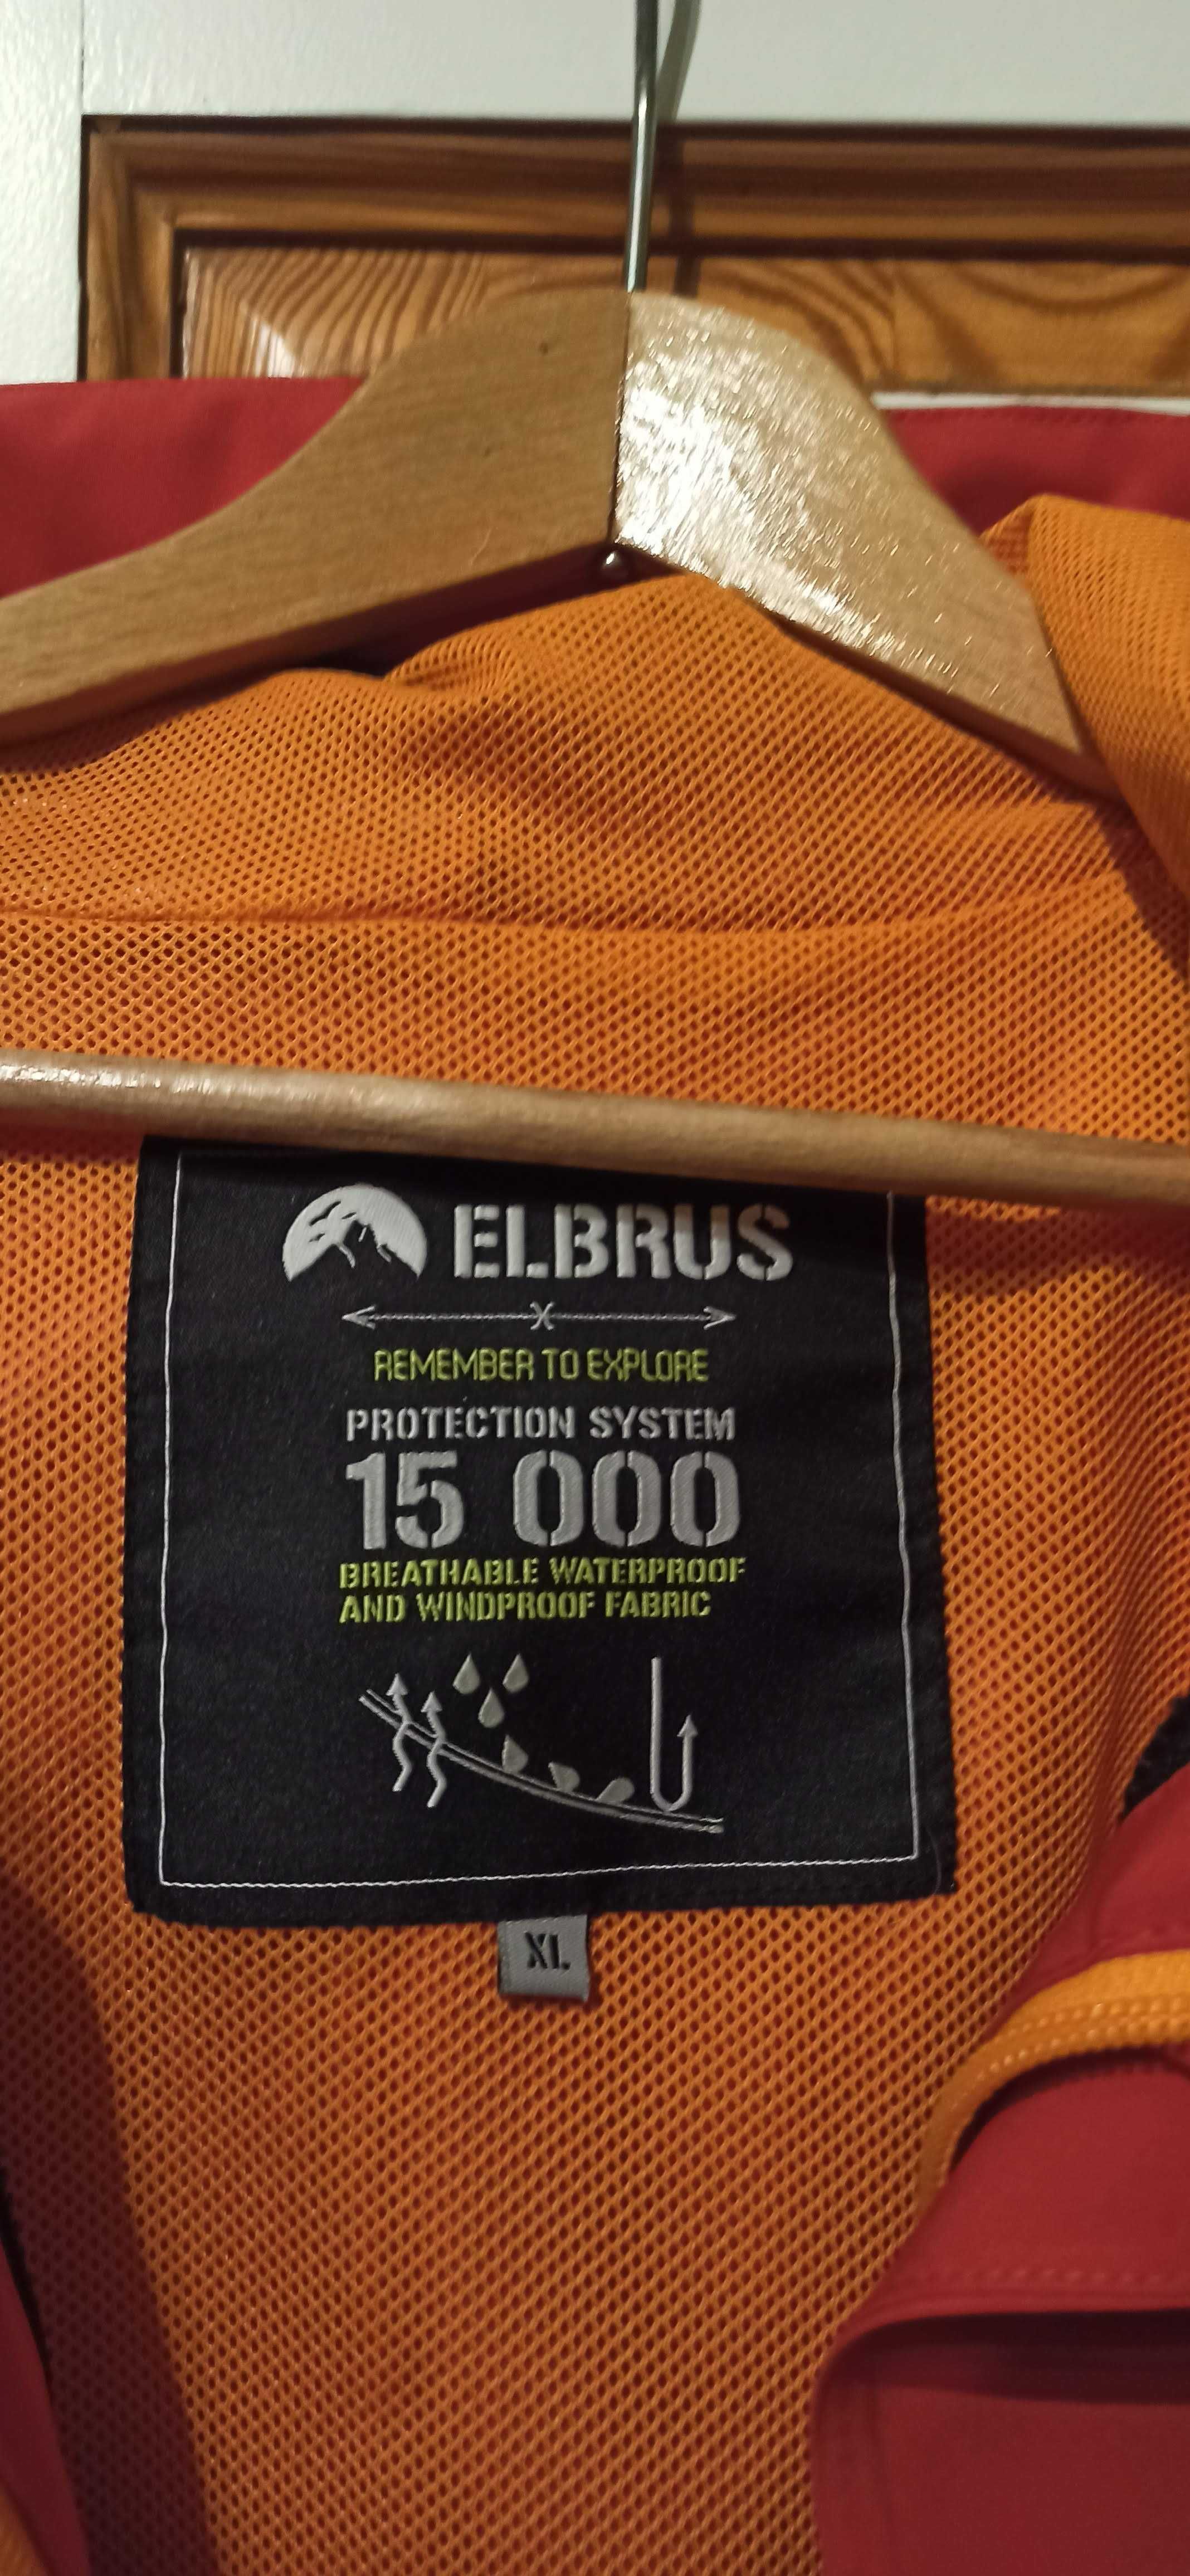 ELBRUS
REMEMBER TO EXPLORE
PROTECTION SYSTEM
15 000
BREATHABLE WATERPROOF
AND WINDPROOF FABRIC
XL